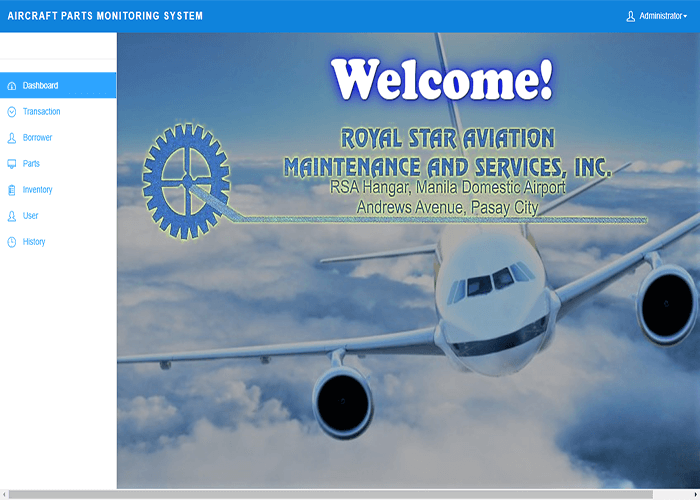 AIRCRAFT PARTS MONITORING SYSTEM
Administrator
Dashboard
Transaction
Borrower
Parts
Inventory
User
History
Welcome!
ROYAL STAR AVIATION
MAINTENANCE AND SERVICES, INC.
RSA Hangar, Manila Domestic Airport
Andrews Avenue, Pasay City